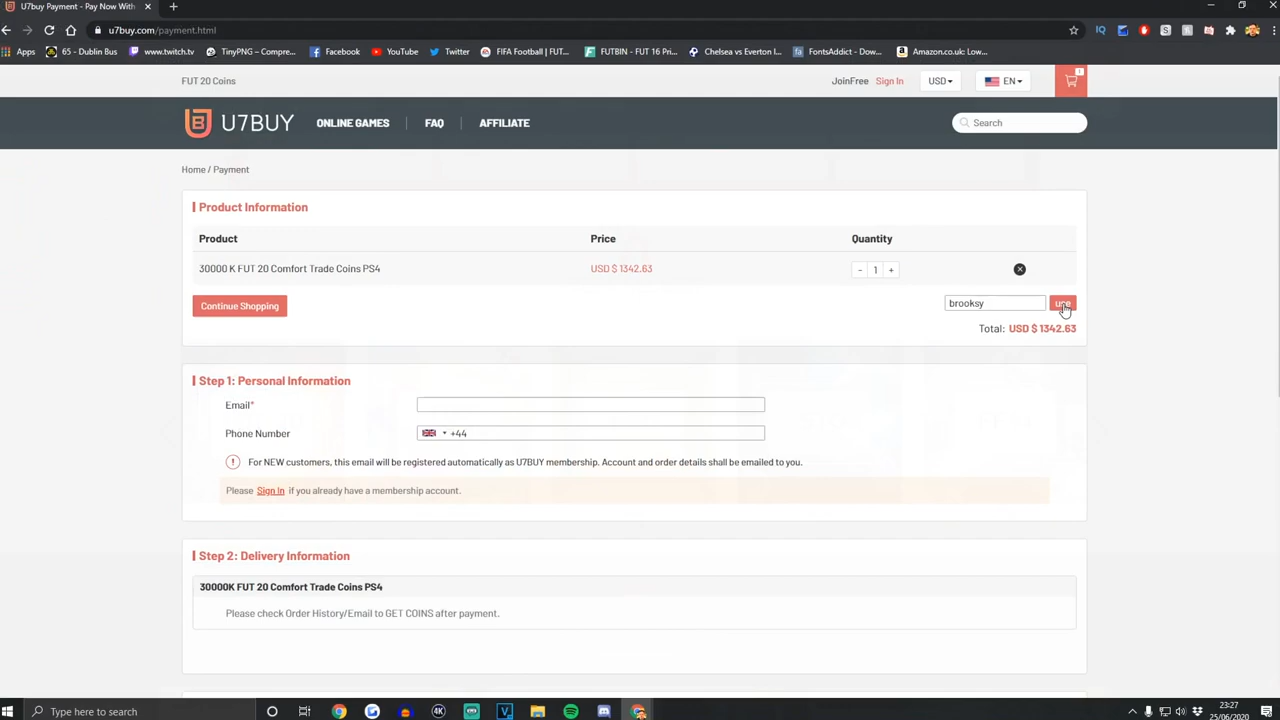 U7buy Payment - Pay Now With
u7buy.com/payment.html
Apps
65 - Dublin Bus
www.twitch.tv
TinyPNG – Compre...
Facebook
YouTube
Twitter
FIFA Football | FUT...
FUTBIN - FUT 16 Pri...
Chelsea vs Everton l...
FontsAddict - Dow...
Amazon.co.uk: Low...
FUT 20 Coins
JoinFree Sign In
USD
EN
1
U7BUY
ONLINE GAMES
FAQ
AFFILIATE
Search
Home / Payment
Product Information
Product Price Quantity
30000 K FUT 20 Comfort Trade Coins PS4 USD $ 1342.63 - 1 +
Continue Shopping
brooksy
Total: USD $ 1342.63
Step 1: Personal Information
Email*
Phone Number +44
For NEW customers, this email will be registered automatically as U7BUY membership. Account and order details shall be emailed to you.
Please Sign In if you already have a membership account.
Step 2: Delivery Information
30000K FUT 20 Comfort Trade Coins PS4
Please check Order History/Email to GET COINS after payment.
Type here to search
4K
23:27
25/06/2020